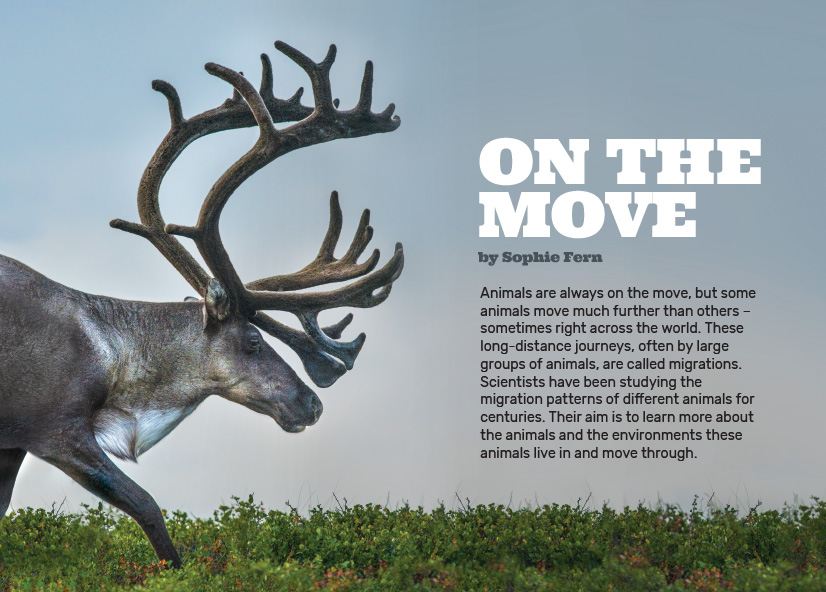 ON THE
MOVE
by Sophie Fern
Animals are always on the move, but some
animals move much further than others –
sometimes right across the world. These
long-distance journeys, often by large
groups of animals, are called migrations.
Scientists have been studying the
migration patterns of different animals for
centuries. Their aim is to learn more about
the animals and the environments these
animals live in and move through.